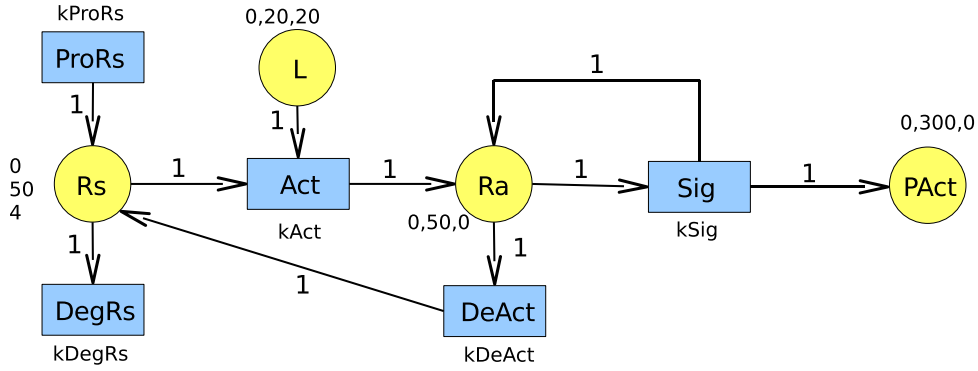 kProRs
0,20,20
ProRs
L
1
1
1
0,300,0
0
50
4
Rs
1
Act
1
Ra
1
Sig
1
PAct
kAct
0,50,0
kSig
1
1
1
DegRs
DeAct
kDegRs
kDeAct